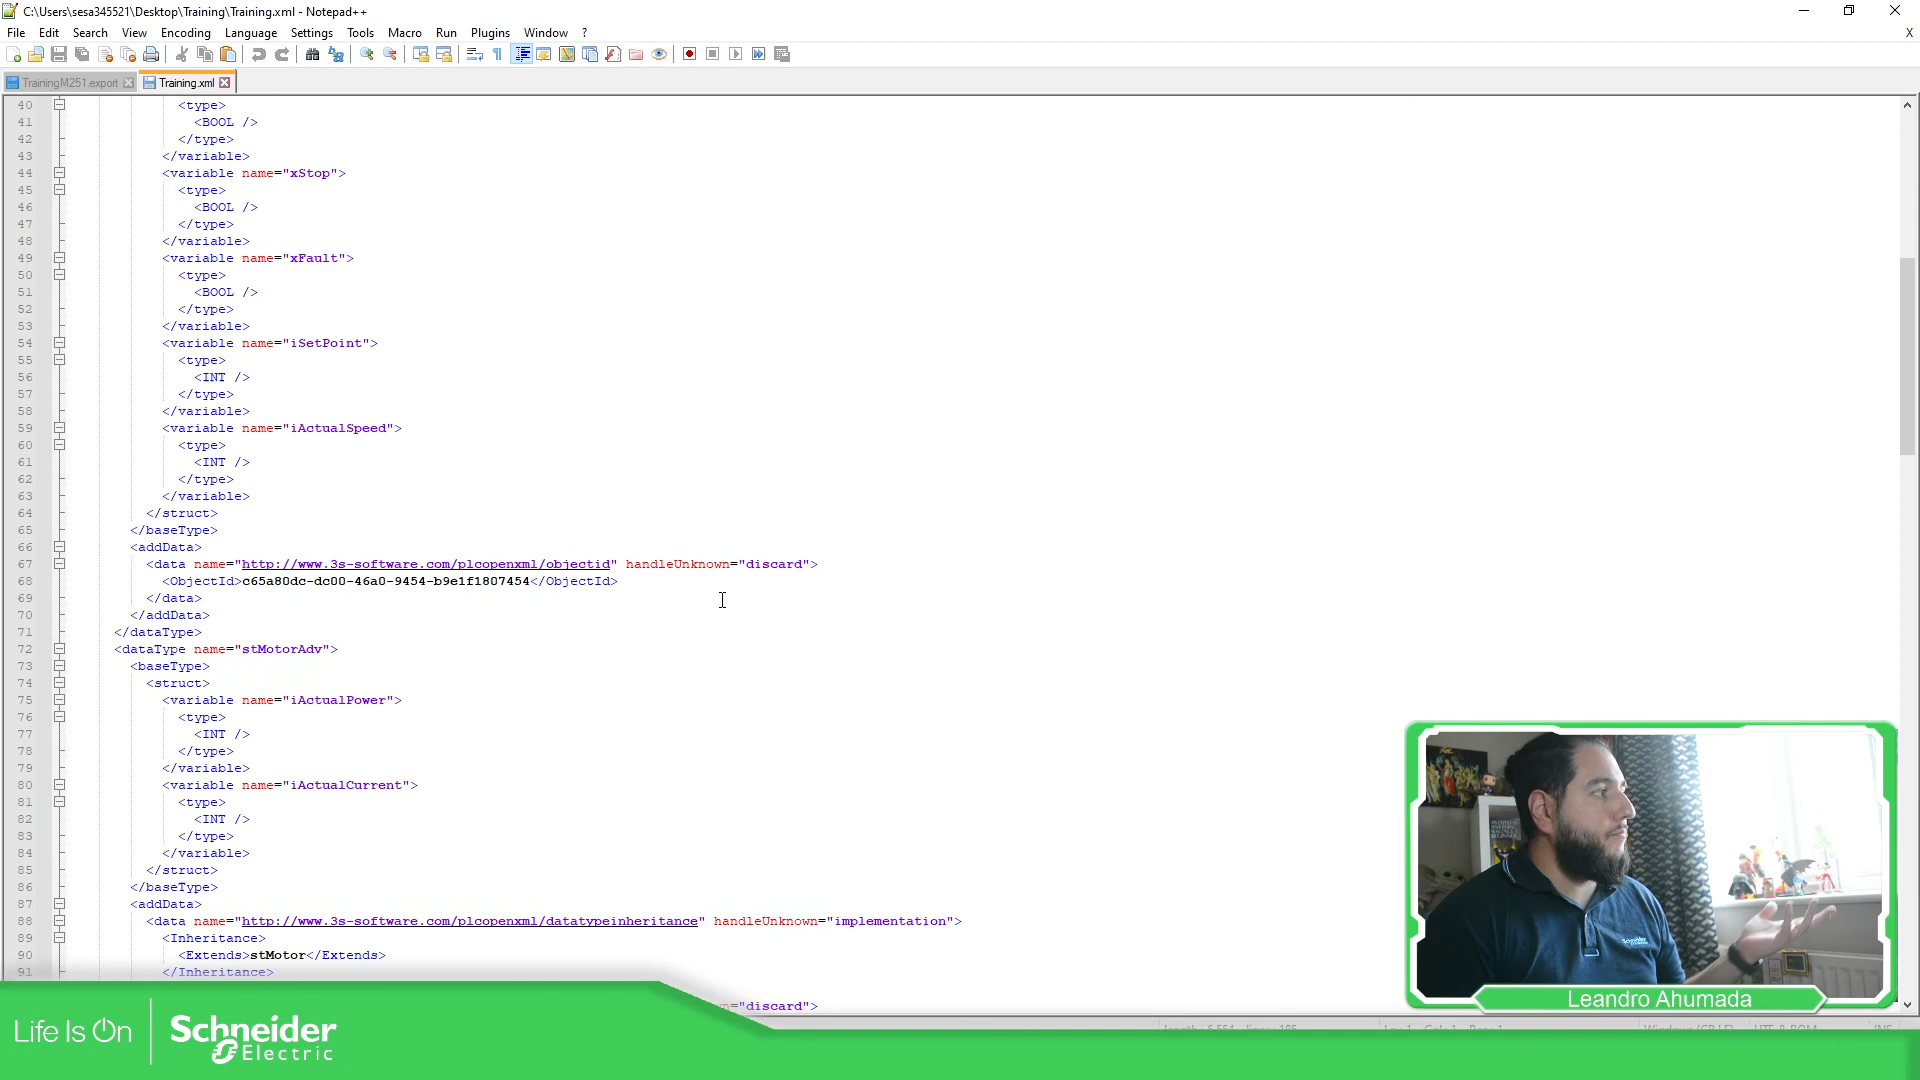 C:\Users\sesa345521\Desktop\Training\Training.xml - Notepad++
File Edit Search View Encoding Language Settings Tools Macro Run Plugins Window ? X
TrainingM251.export Training.xml
40 <type>
41 <BOOL />
42 </type>
43 </variable>
44 <variable name="xStop">
45 <type>
46 <BOOL />
47 </type>
48 </variable>
49 <variable name="xFault">
50 <type>
51 <BOOL />
52 </type>
53 </variable>
54 <variable name="iSetPoint">
55 <type>
56 <INT />
57 </type>
58 </variable>
59 <variable name="iActualSpeed">
60 <type>
61 <INT />
62 </type>
63 </variable>
64 </struct>
65 </baseType>
66 <addData>
67 <data name="http://www.3s-software.com/plcopenxml/objectid" handleUnknown="discard">
68 <ObjectId>c65a80dc-dc00-46a0-9454-b9e1f1807454</ObjectId>
69 </data>
70 </addData>
71 </dataType>
72 <dataType name="stMotorAdv">
73 <baseType>
74 <struct>
75 <variable name="iActualPower">
76 <type>
77 <INT />
78 </type>
79 </variable>
80 <variable name="iActualCurrent">
81 <type>
82 <INT />
83 </type>
84 </variable>
85 </struct>
86 </baseType>
87 <addData>
88 <data name="http://www.3s-software.com/plcopenxml/datatypeinheritance" handleUnknown="implementation">
89 <Inheritance>
90 <Extends>stMotor</Extends>
91 </Inheritance>
="discard">
Leandro Ahumada
Life Is On Schneider Electric